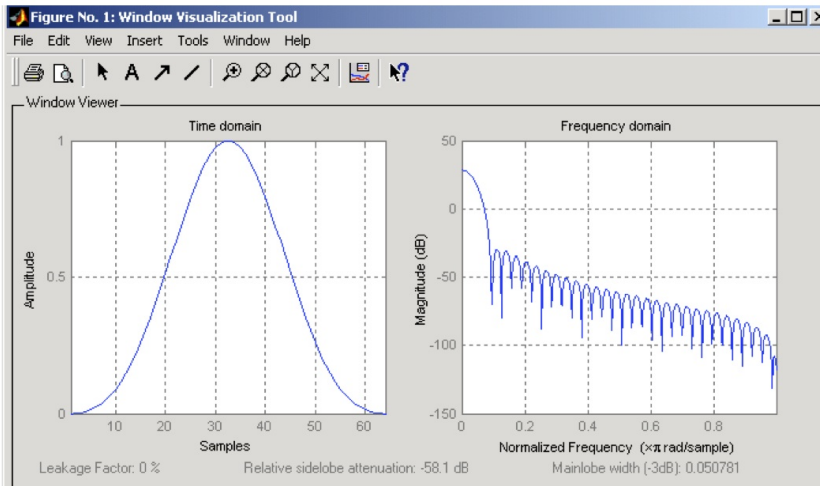 Figure No. 1: Window Visualization Tool
File Edit View Insert Tools Window Help
A
Window Viewer
Time domain
Amplitude
1
0.5
0
10 20 30 40 50 60
Samples
Frequency domain
Magnitude (dB)
50
0
-50
-100
-150
0 0.2 0.4 0.6 0.8
Normalized Frequency (×π rad/sample)
Leakage Factor: 0 %
Relative sidelobe attenuation: -58.1 dB
Mainlobe width (-3dB): 0.050781